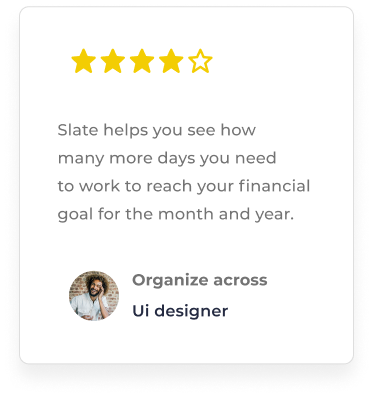 Slate helps you see how
many more days you need
to work to reach your financial
goal for the month and year.
Organize across
Ui designer